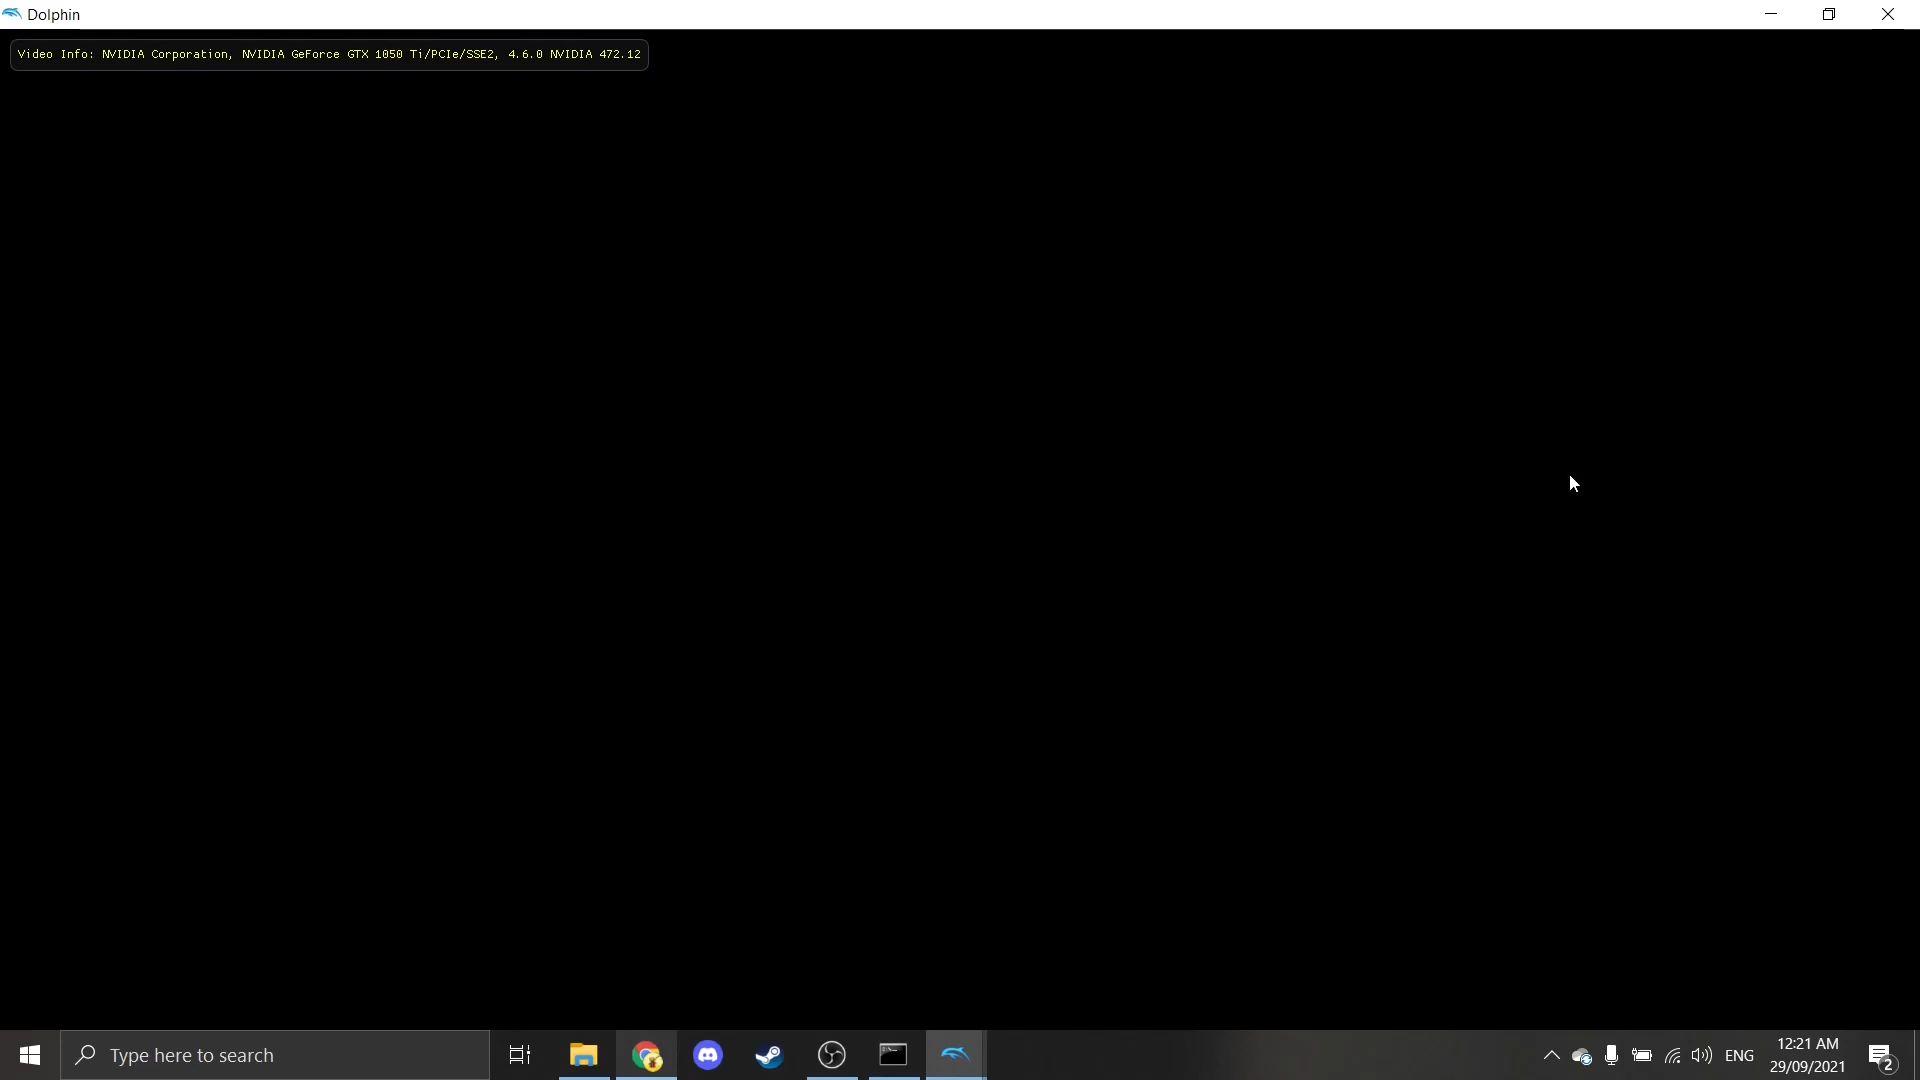 Dolphin
Video Info: NVIDIA Corporation, NVIDIA GeForce GTX 1050 Ti/PCIe/SSE2, 4.6.0 NVIDIA 472.12
Type here to search
ENG
12:21 AM
29/09/2021
2